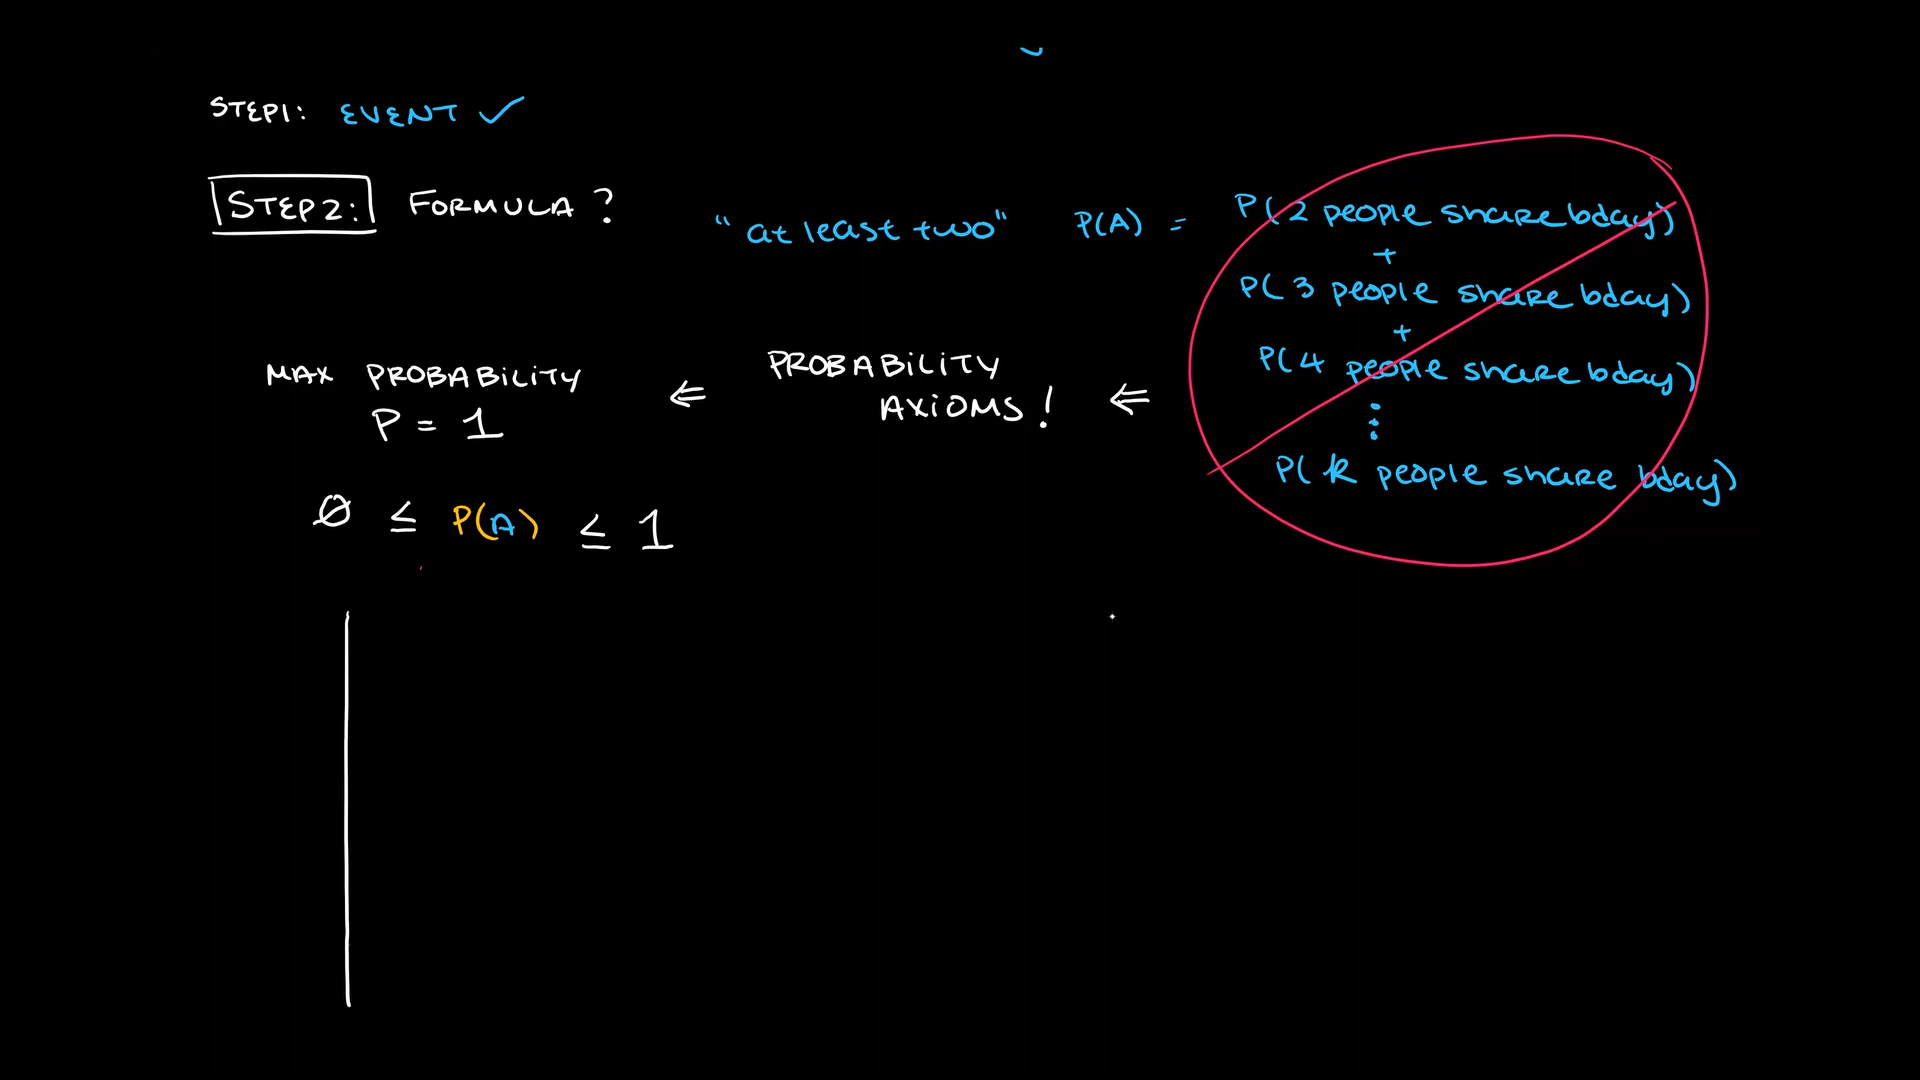 STEP1: EVENT ✓
STEP2: FORMULA ?
"at least two" P(A) = P(2 people share bday)
+
P(3 people share bday)
+
P(4 people share bday)
⋮
P(k people share bday)
PROBABILITY
AXIOMS!
⇐
⇐
MAX PROBABILITY
P = 1
0 ≤ P(A) ≤ 1